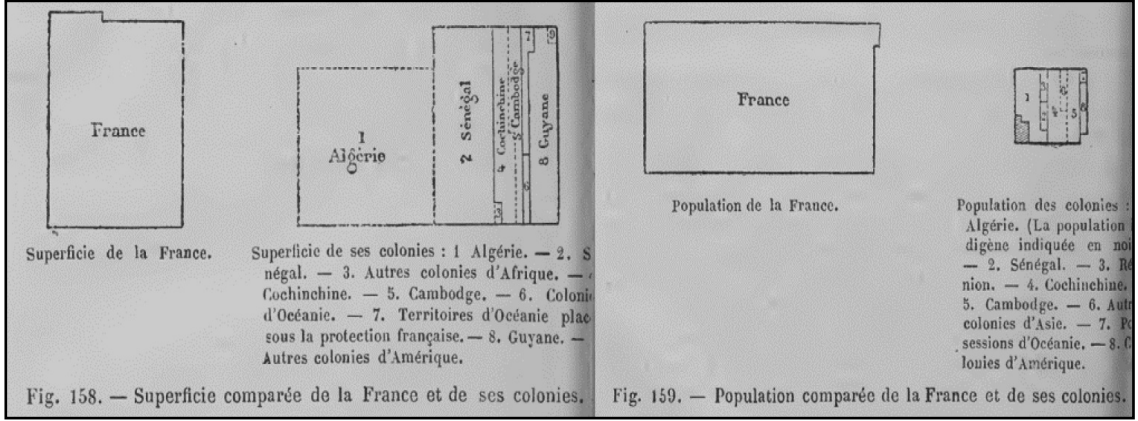 France
1
Algérie
2 Sénégal
4 Cochinchine
5 Cambodge
6
7
8 Guyane
9
Superficie de la France.
Superficie de ses colonies : 1 Algérie. — 2. S
négal. — 3. Autres colonies d'Afrique. —
Cochinchine. — 5. Cambodge. — 6. Coloni
d'Océanie. — 7. Territoires d'Océanie plac
sous la protection française. — 8. Guyane. —
Autres colonies d'Amérique.
Fig. 158. — Superficie comparée de la France et de ses colonies.
France
1
5
Population de la France.
Population des colonies :
Algérie. (La population
digène indiquée en noi
— 2. Sénégal. — 3. Ré
nion. — 4. Cochinchine.
5. Cambodge. — 6. Autr
colonies d'Asie. — 7. Po
sessions d'Océanie. — 8. C
lonies d'Amérique.
Fig. 159. — Population comparée de la France et de ses colonies.